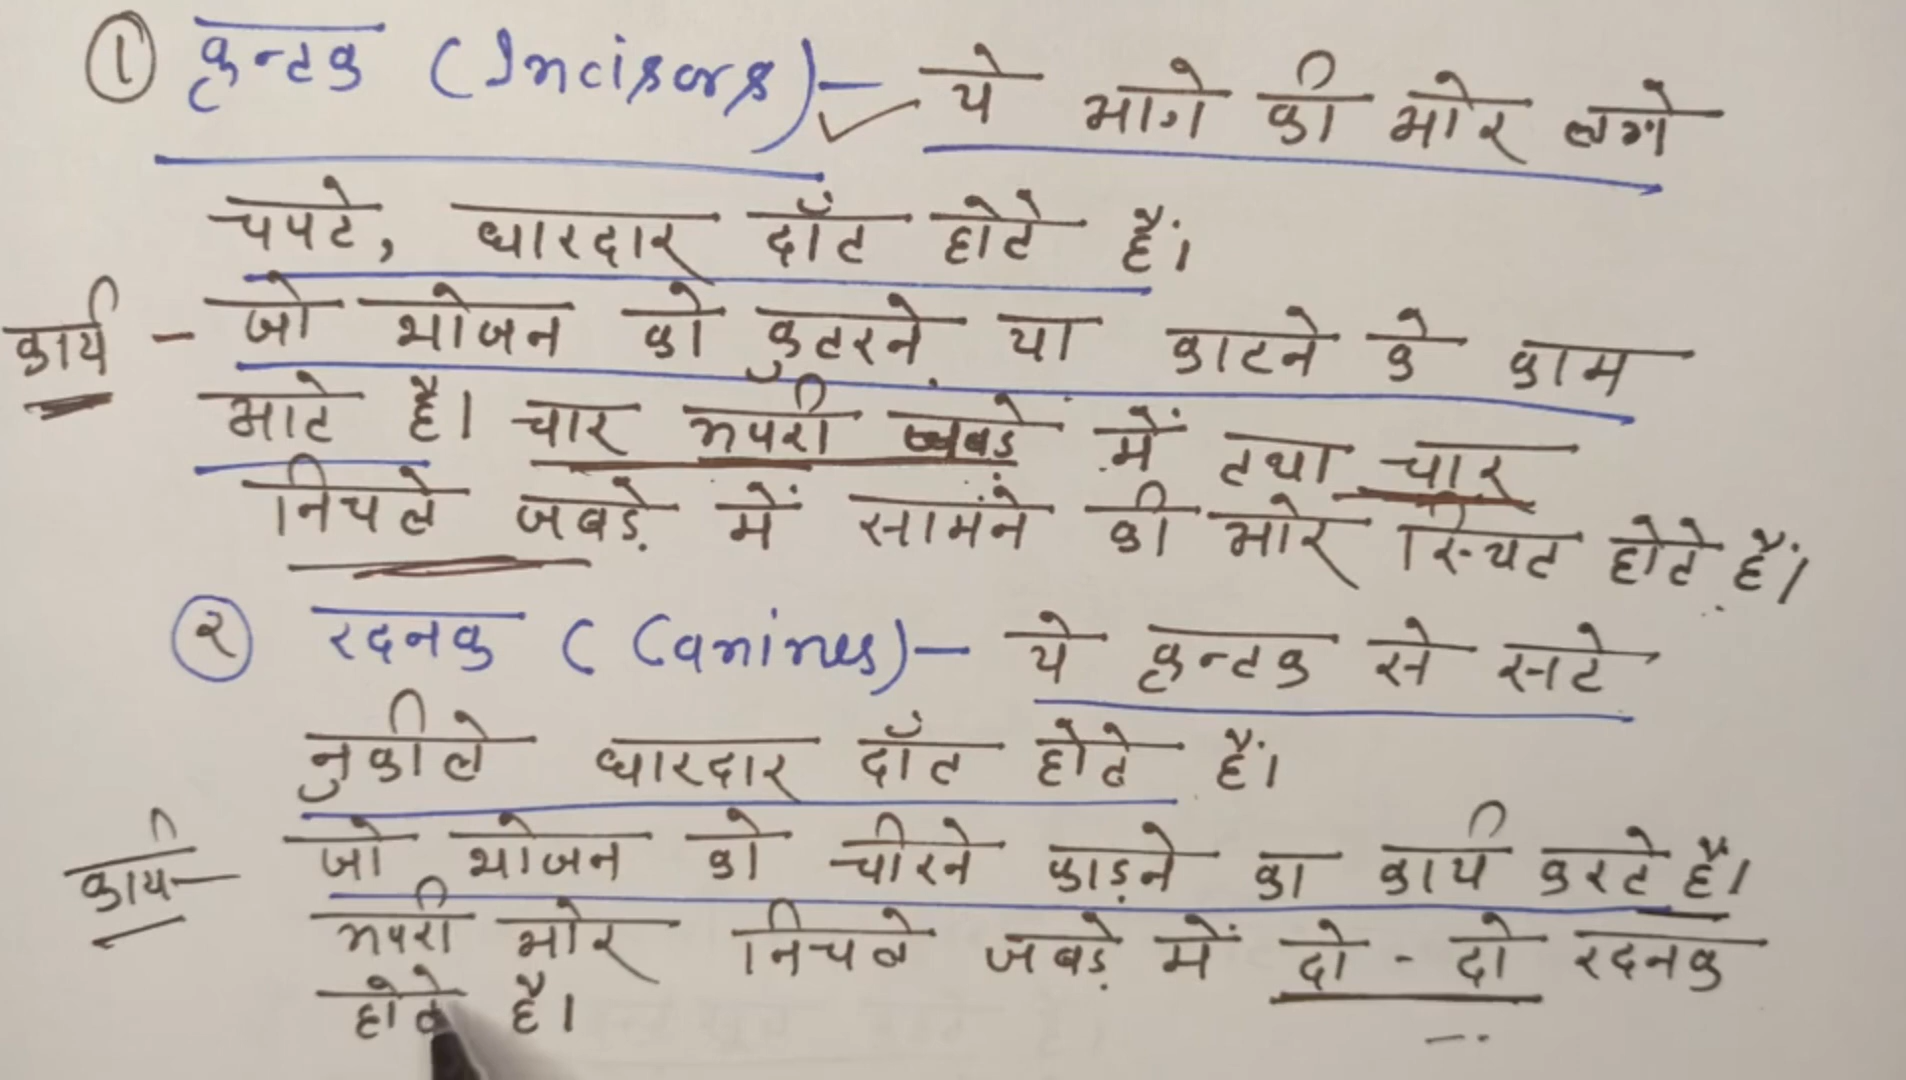 ① कृन्तक (Incisors) - ये आगे की ओर लगे
चपटे, धारदार दाँत होते हैं।
कार्य - जो भोजन को कुतरने या काटने के काम
आते है। चार ऊपरी जबड़े में तथा चार
निचले जबड़े में सामने की ओर स्थित होते हैं।
② रदनक (Canines) - ये कृन्तक से सटे
नुकीले धारदार दाँत होते हैं।
कार्य - जो भोजन को चीरने फाड़ने का कार्य करते है।
ऊपरी ओर निचले जबड़े में दो - दो रदनक
होते है।